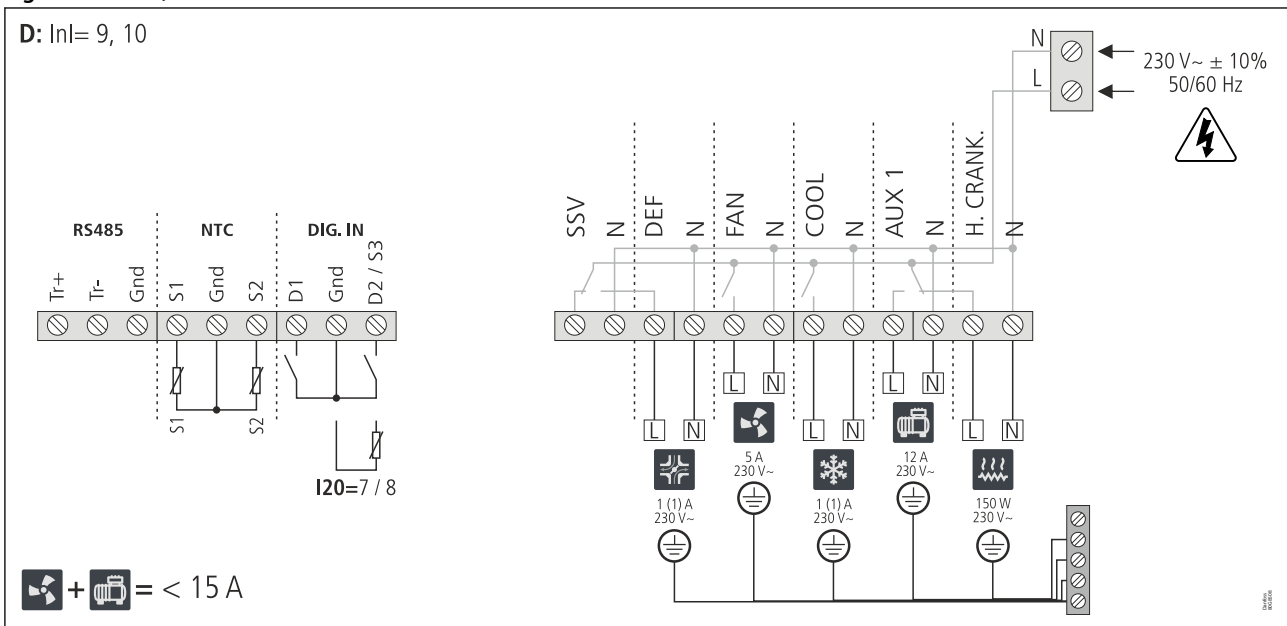 D: InI= 9, 10
N
L
230 V~ ± 10%
50/60 Hz
RS485
NTC
DIG. IN
Tr+
Tr-
Gnd
S1
Gnd
S2
D1
Gnd
D2 / S3
S1
S2
I20=7 / 8
SSV
N
DEF
N
FAN
N
COOL
N
AUX 1
N
H. CRANK.
N
L
N
L
N
L
N
L
N
L
N
1 (1) A
230 V~
5 A
230 V~
1 (1) A
230 V~
12 A
230 V~
150 W
230 V~
+ = < 15 A
Danfoss